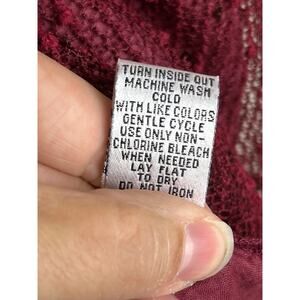 TURN INSIDE OUT
MACHINE WASH
COLD
WITH LIKE COLORS
GENTLE CYCLE
USE ONLY NON-
CHLORINE BLEACH
WHEN NEEDED
LAY FLAT
TO DRY
DO NOT IRON